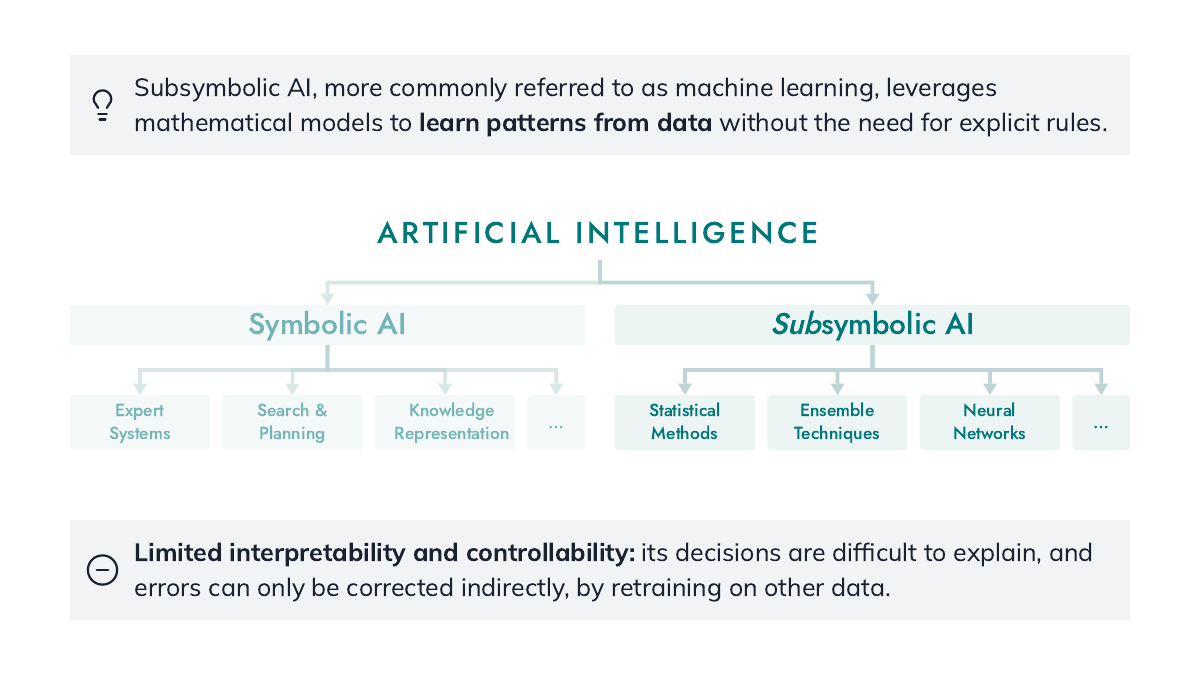 Subsymbolic AI, more commonly referred to as machine learning, leverages
mathematical models to learn patterns from data without the need for explicit rules.
ARTIFICIAL INTELLIGENCE
Symbolic AI
Subsymbolic AI
Expert
Systems
Search &
Planning
Knowledge
Representation
...
Statistical
Methods
Ensemble
Techniques
Neural
Networks
...
Limited interpretability and controllability: its decisions are difficult to explain, and
errors can only be corrected indirectly, by retraining on other data.